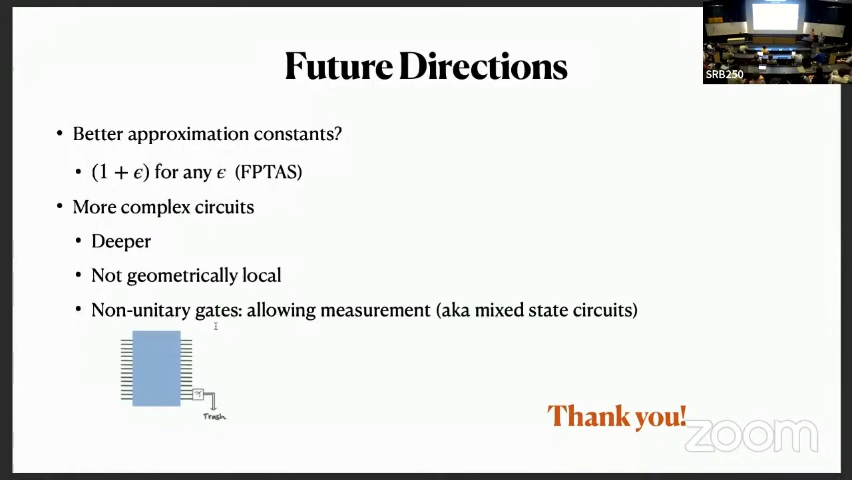 Future Directions
SRB250
• Better approximation constants?
• (1 + ϵ) for any ϵ (FPTAS)
• More complex circuits
• Deeper
• Not geometrically local
• Non-unitary gates: allowing measurement (aka mixed state circuits)
Trash
Thank you!
zoom